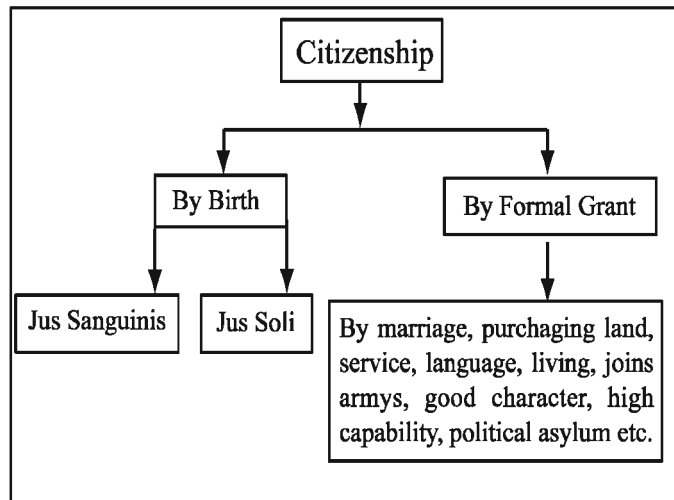 Citizenship
By Birth
By Formal Grant
Jus Sanguinis
Jus Soli
By marriage, purchaging land,
service, language, living, joins
armys, good character, high
capability, political asylum etc.